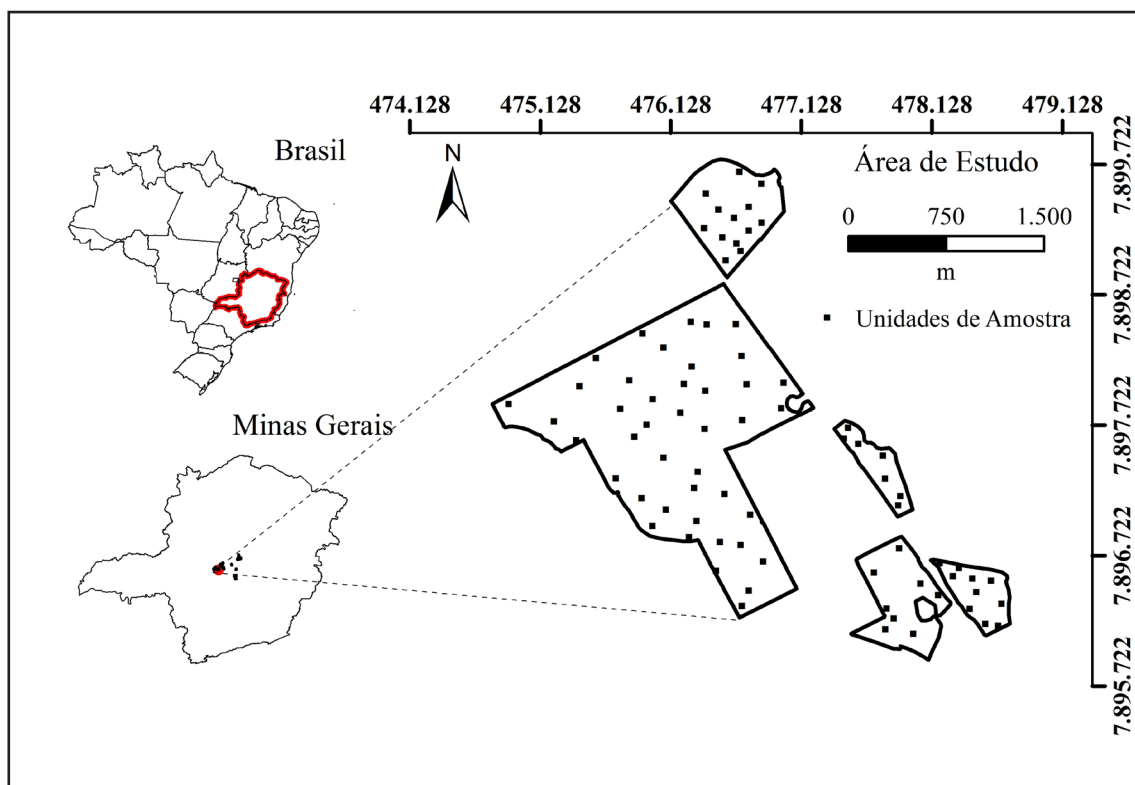 474.128 475.128 476.128 477.128 478.128 479.128
Brasil
N
Área de Estudo
0 750 1.500
m
Unidades de Amostra
Minas Gerais
7.899.722
7.898.722
7.897.722
7.896.722
7.895.722